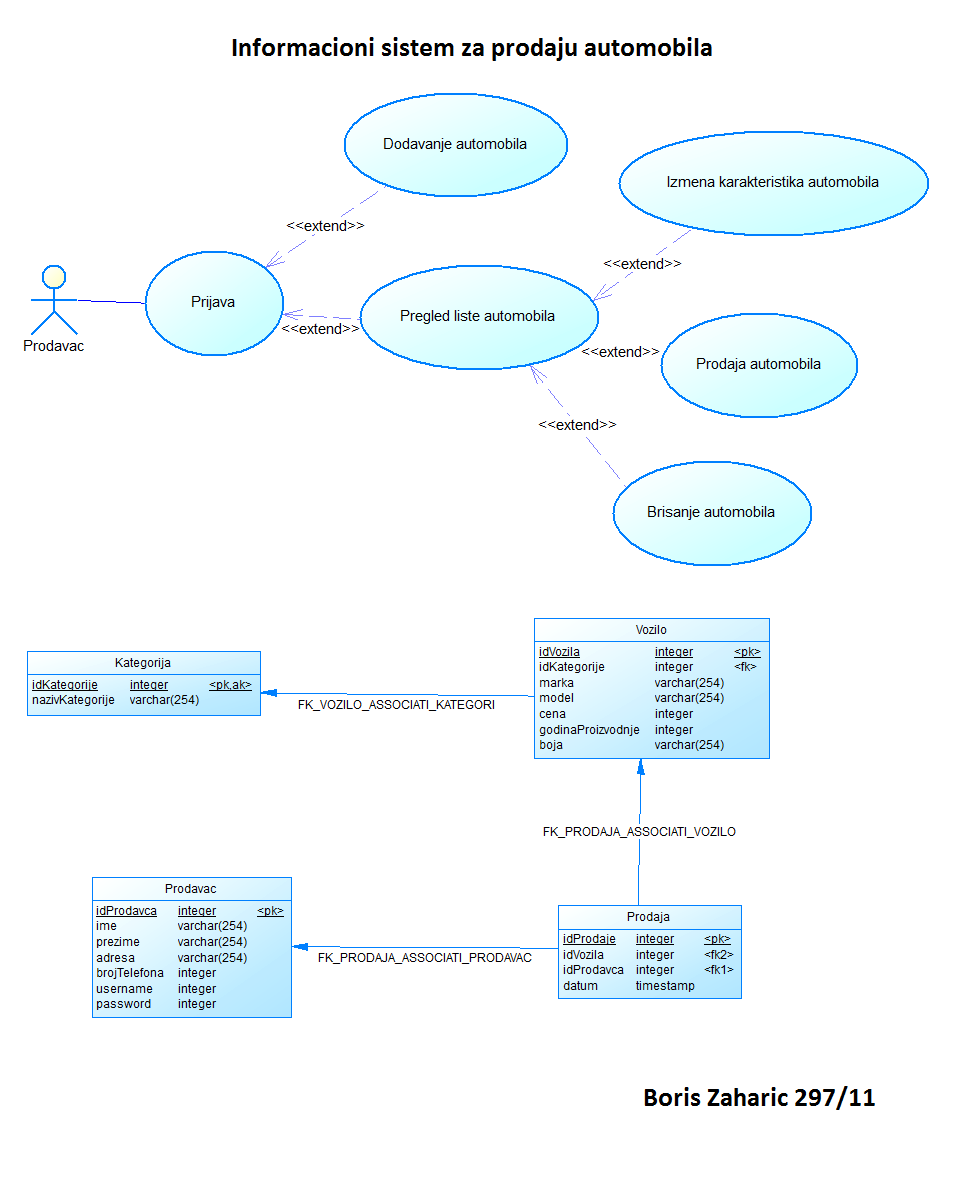 Informacioni sistem za prodaju automobila
Dodavanje automobila
Izmena karakteristika automobila
<<extend>>
<<extend>>
Prijava
Pregled liste automobila
<<extend>>
Prodavac
<<extend>>
Prodaja automobila
<<extend>>
Brisanje automobila
Kategorija
idKategorije integer <pk,ak>
nazivKategorije varchar(254)
FK_VOZILO_ASSOCIATI_KATEGORI
Vozilo
idVozila integer <pk>
idKategorije integer <fk>
marka varchar(254)
model varchar(254)
cena integer
godinaProizvodnje integer
boja varchar(254)
FK_PRODAJA_ASSOCIATI_VOZILO
Prodavac
idProdavca integer <pk>
ime varchar(254)
prezime varchar(254)
adresa varchar(254)
brojTelefona integer
username integer
password integer
FK_PRODAJA_ASSOCIATI_PRODAVAC
Prodaja
idProdaje integer <pk>
idVozila integer <fk2>
idProdavca integer <fk1>
datum timestamp
Boris Zaharic 297/11